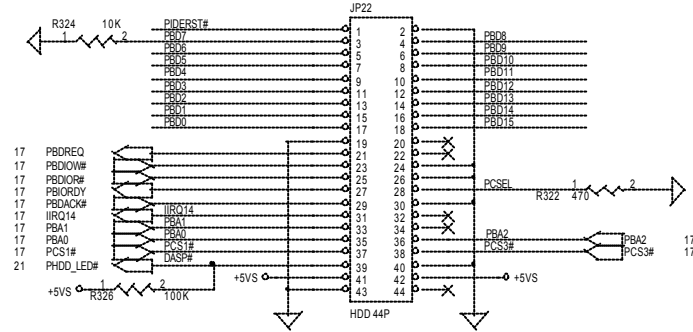 JP22
R324 10K
1 2
PIDERST# 1 2
PBD7 3 4 PBD8
PBD6 5 6 PBD9
PBD5 7 8 PBD10
PBD4 9 10 PBD11
PBD3 11 12 PBD12
PBD2 13 14 PBD13
PBD1 15 16 PBD14
PBD0 17 18 PBD15
19 20
17 PBDREQ 21 22
17 PBDIOW# 23 24
17 PBDIOR# 25 26
17 PBIORDY 27 28 PCSEL 1 2
R322 470
17 PBDACK# 29 30
17 IIRQ14 IIRQ14 31 32
17 PBA1 PBA1 33 34
17 PBA0 PBA0 35 36 PBA2 PBA2 17
17 PCS1# PCS1# 37 38 PCS3# PCS3# 17
21 PHDD_LED# DASP# 39 40
+5VS 41 42 +5VS
+5VS 1 2 43 44
R326 100K
HDD 44P